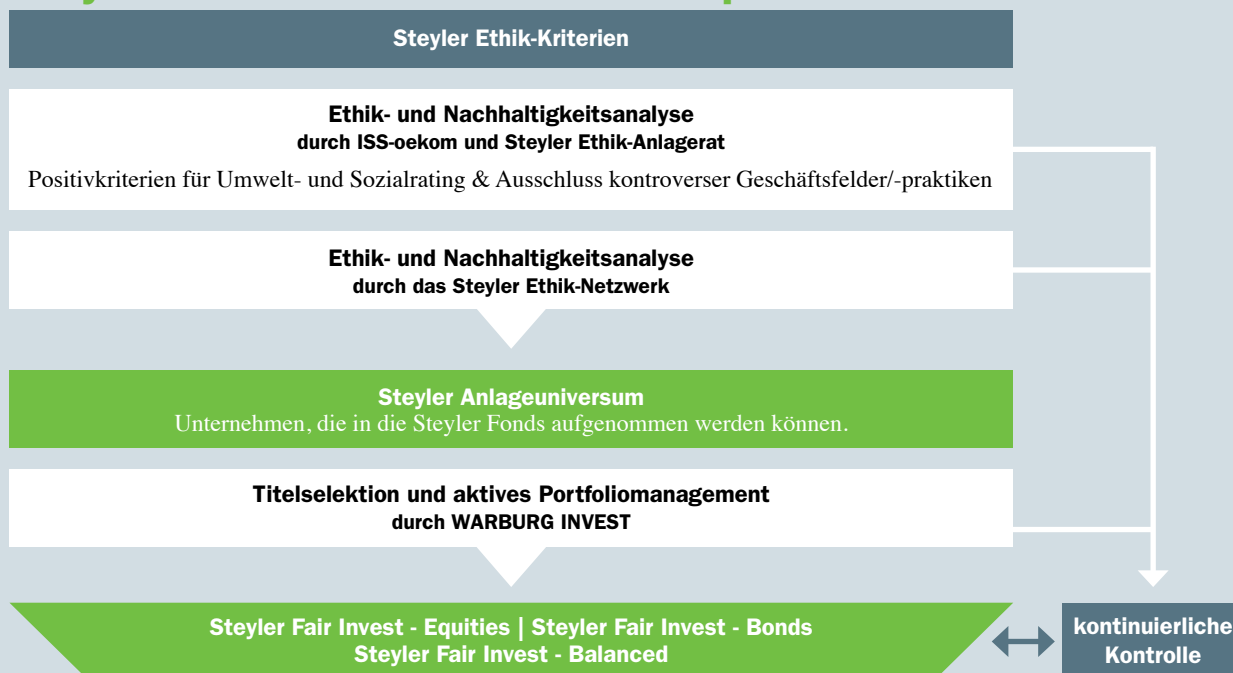 Steyler Ethik-Kriterien
Ethik- und Nachhaltigkeitsanalyse
durch ISS-oekom und Steyler Ethik-Anlagerat
Positivkriterien für Umwelt- und Sozialrating & Ausschluss kontroverser Geschäftsfelder/-praktiken
Ethik- und Nachhaltigkeitsanalyse
durch das Steyler Ethik-Netzwerk
Steyler Anlageuniversum
Unternehmen, die in die Steyler Fonds aufgenommen werden können.
Titelselektion und aktives Portfoliomanagement
durch WARBURG INVEST
Steyler Fair Invest - Equities | Steyler Fair Invest - Bonds
Steyler Fair Invest - Balanced
kontinuierliche
Kontrolle